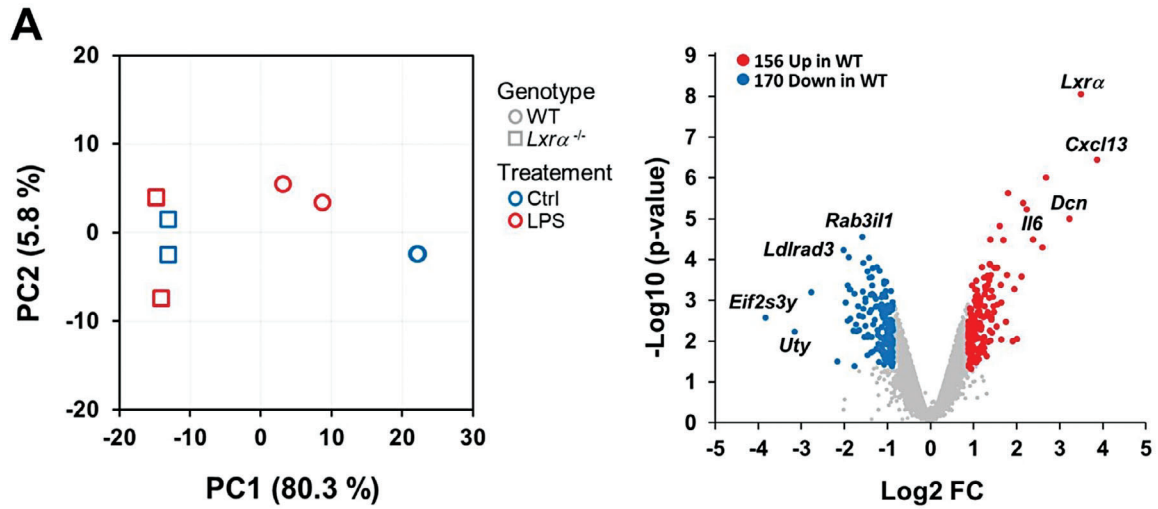 A
20
10
0
-10
-20
-20
-10
0
10
20
30
PC2 (5.8 %)
PC1 (80.3 %)
Genotype
WT
Lxrα -/-
Treatement
Ctrl
LPS
156 Up in WT
170 Down in WT
9
8
7
6
5
4
3
2
1
0
-5
-4
-3
-2
-1
0
1
2
3
4
5
-Log10 (p-value)
Log2 FC
Lxrα
Cxcl13
Dcn
Il6
Rab3il1
Ldlrad3
Eif2s3y
Uty